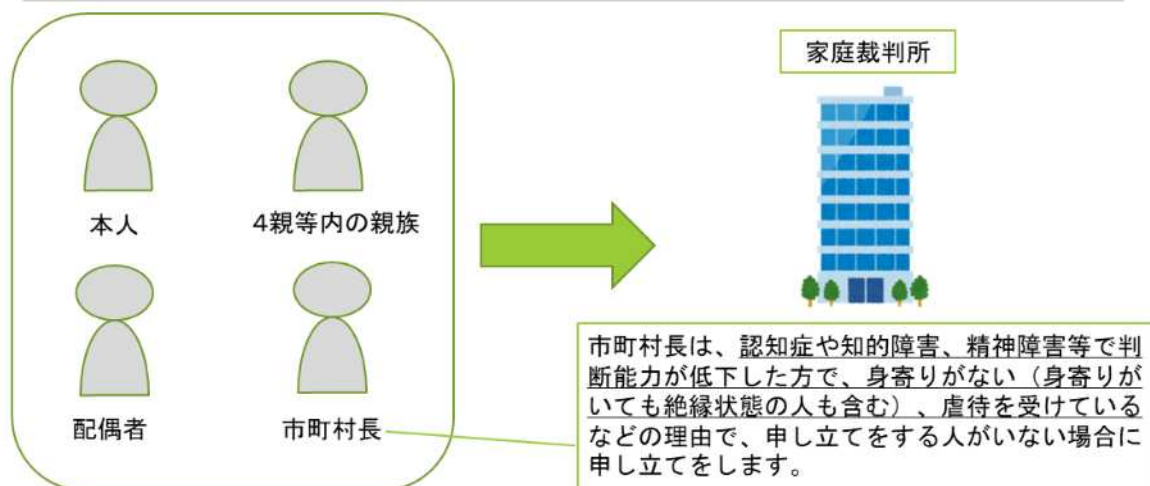 家庭裁判所
本人
4親等内の親族
配偶者
市町村長
市町村長は、認知症や知的障害、精神障害等で判
断能力が低下した方で、身寄りがない（身寄りが
いても絶縁状態の人も含む）、虐待を受けている
などの理由で、申し立てをする人がいない場合に
申し立てをします。